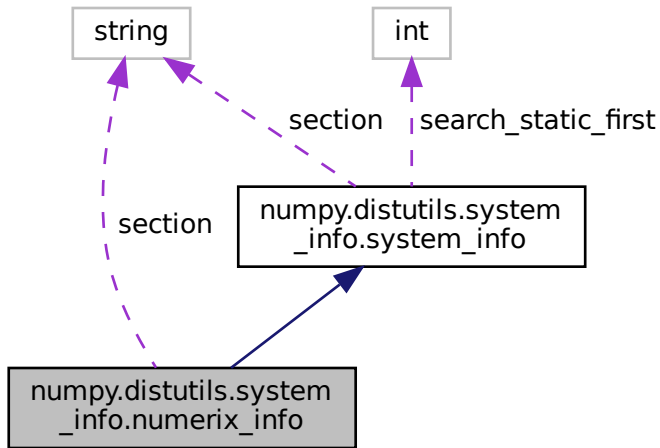 string
int
section
search_static_first
numpy.distutils.system
_info.system_info
section
numpy.distutils.system
_info.numerix_info